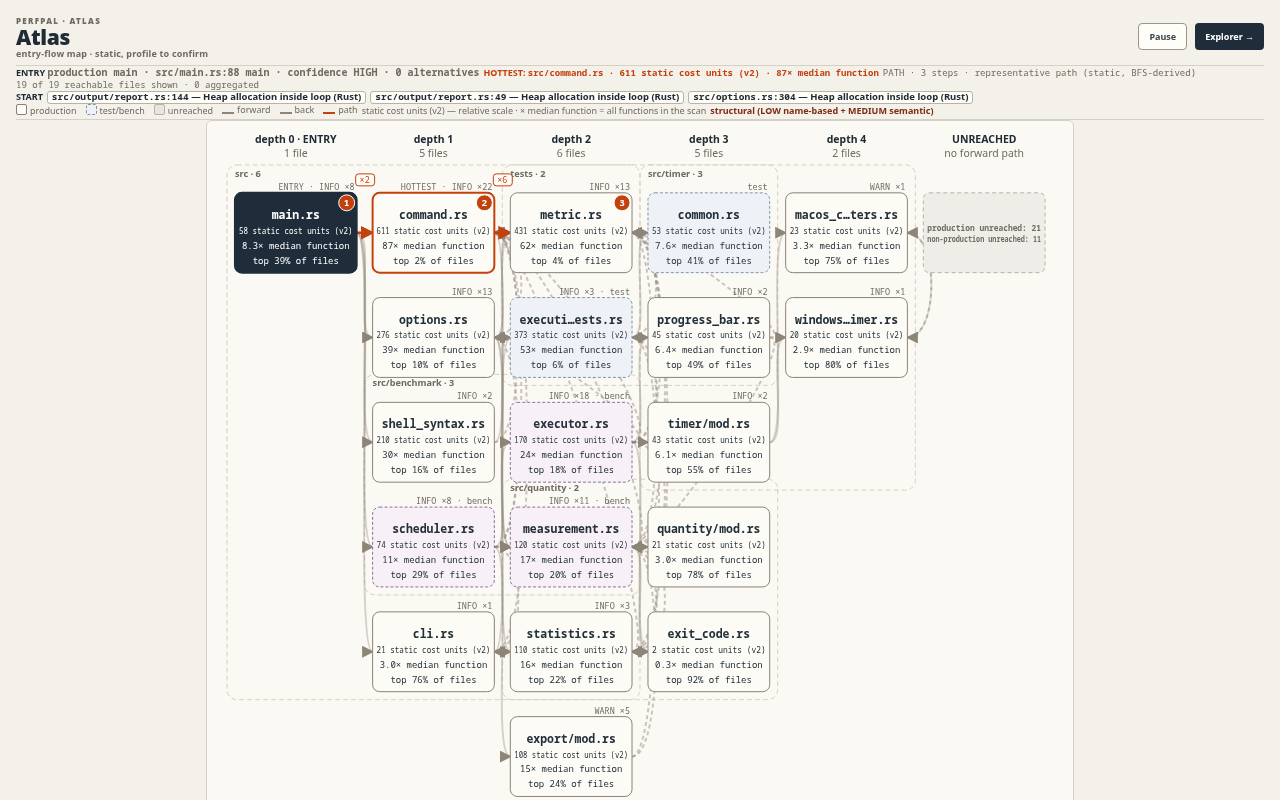 PERFPAL · ATLAS
Atlas
entry-flow map · static, profile to confirm
Pause
Explorer →
ENTRY production main · src/main.rs:88 main · confidence HIGH · 0 alternatives HOTTEST: src/command.rs · 611 static cost units (v2) · 87× median function PATH · 3 steps · representative path (static, BFS-derived)
19 of 19 reachable files shown · 0 aggregated
START src/output/report.rs:144 — Heap allocation inside loop (Rust) src/output/report.rs:49 — Heap allocation inside loop (Rust) src/options.rs:304 — Heap allocation inside loop (Rust)
production test/bench unreached forward back path static cost units (v2) — relative scale · × median function = all functions in the scan structural (LOW name-based + MEDIUM semantic)
depth 0 · ENTRY
1 file
depth 1
5 files
depth 2
6 files
depth 3
5 files
depth 4
2 files
UNREACHED
no forward path
src · 6
tests · 2
src/timer · 3
src/benchmark · 3
src/quantity · 2
×2
×6
ENTRY · INFO ×8
1
main.rs
58 static cost units (v2)
8.3× median function
top 39% of files
HOTTEST · INFO ×22
2
command.rs
611 static cost units (v2)
87× median function
top 2% of files
INFO ×13
options.rs
276 static cost units (v2)
39× median function
top 10% of files
INFO ×2
shell_syntax.rs
210 static cost units (v2)
30× median function
top 16% of files
INFO ×8 · bench
scheduler.rs
74 static cost units (v2)
11× median function
top 29% of files
INFO ×1
cli.rs
21 static cost units (v2)
3.0× median function
top 76% of files
INFO ×13
3
metric.rs
431 static cost units (v2)
62× median function
top 4% of files
INFO ×3 · test
executi…ests.rs
373 static cost units (v2)
53× median function
top 6% of files
INFO ×18 · bench
executor.rs
170 static cost units (v2)
24× median function
top 18% of files
INFO ×11 · bench
measurement.rs
120 static cost units (v2)
17× median function
top 20% of files
INFO ×3
statistics.rs
110 static cost units (v2)
16× median function
top 22% of files
WARN ×5
export/mod.rs
108 static cost units (v2)
15× median function
top 24% of files
test
common.rs
53 static cost units (v2)
7.6× median function
top 41% of files
INFO ×2
progress_bar.rs
45 static cost units (v2)
6.4× median function
top 49% of files
INFO ×2
timer/mod.rs
43 static cost units (v2)
6.1× median function
top 55% of files
quantity/mod.rs
21 static cost units (v2)
3.0× median function
top 78% of files
exit_code.rs
2 static cost units (v2)
0.3× median function
top 92% of files
WARN ×1
macos_c…ters.rs
23 static cost units (v2)
3.3× median function
top 75% of files
INFO ×1
windows…imer.rs
20 static cost units (v2)
2.9× median function
top 80% of files
production unreached: 21
non-production unreached: 11